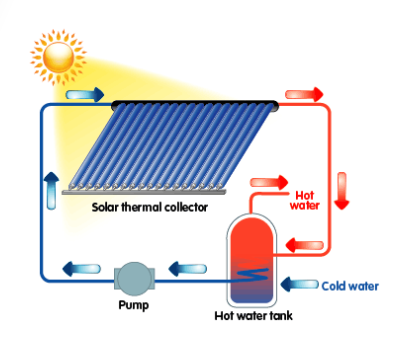 Solar thermal collector
Hot
water
Cold water
Pump
Hot water tank